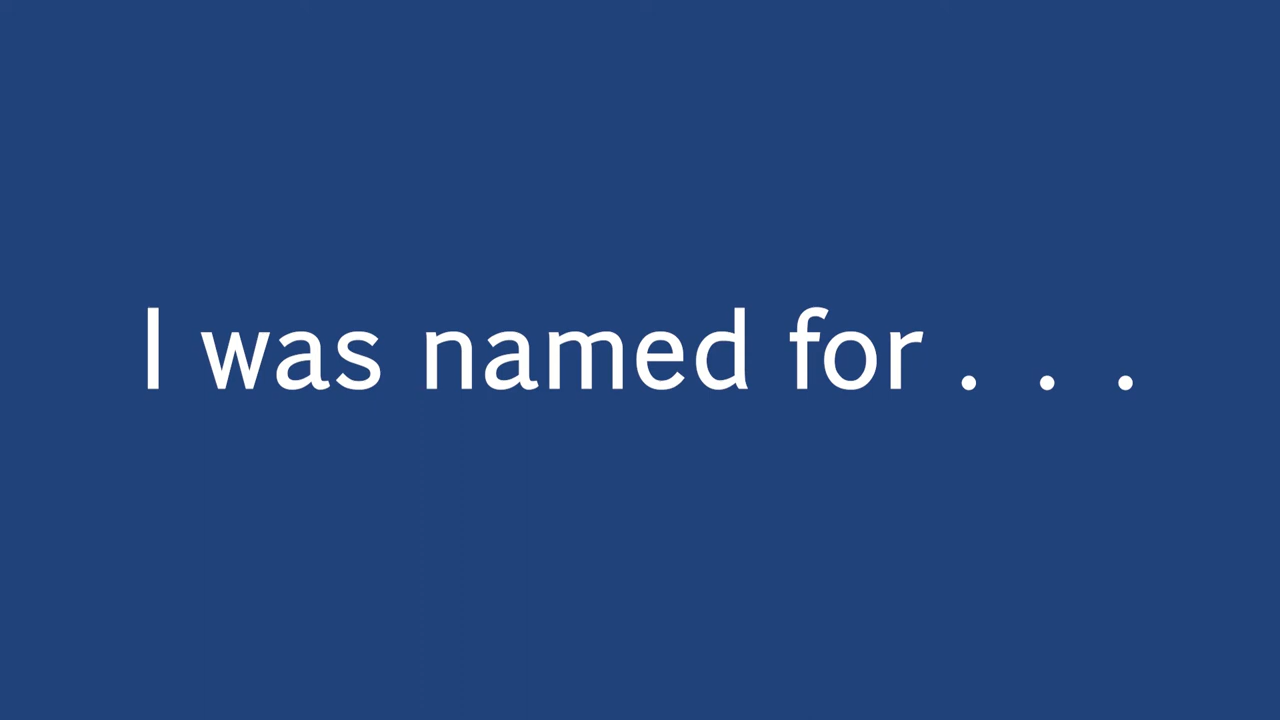 I was named for . . .